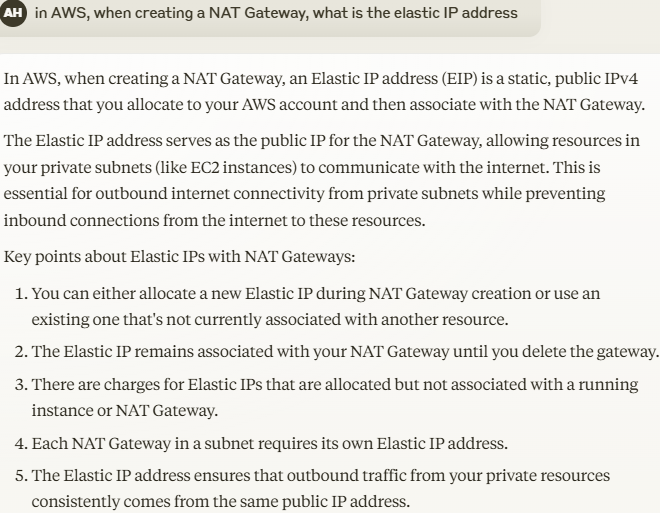 AH in AWS, when creating a NAT Gateway, what is the elastic IP address
In AWS, when creating a NAT Gateway, an Elastic IP address (EIP) is a static, public IPv4
address that you allocate to your AWS account and then associate with the NAT Gateway.
The Elastic IP address serves as the public IP for the NAT Gateway, allowing resources in
your private subnets (like EC2 instances) to communicate with the internet. This is
essential for outbound internet connectivity from private subnets while preventing
inbound connections from the internet to these resources.
Key points about Elastic IPs with NAT Gateways:
1. You can either allocate a new Elastic IP during NAT Gateway creation or use an
existing one that's not currently associated with another resource.
2. The Elastic IP remains associated with your NAT Gateway until you delete the gateway.
3. There are charges for Elastic IPs that are allocated but not associated with a running
instance or NAT Gateway.
4. Each NAT Gateway in a subnet requires its own Elastic IP address.
5. The Elastic IP address ensures that outbound traffic from your private resources
consistently comes from the same public IP address.